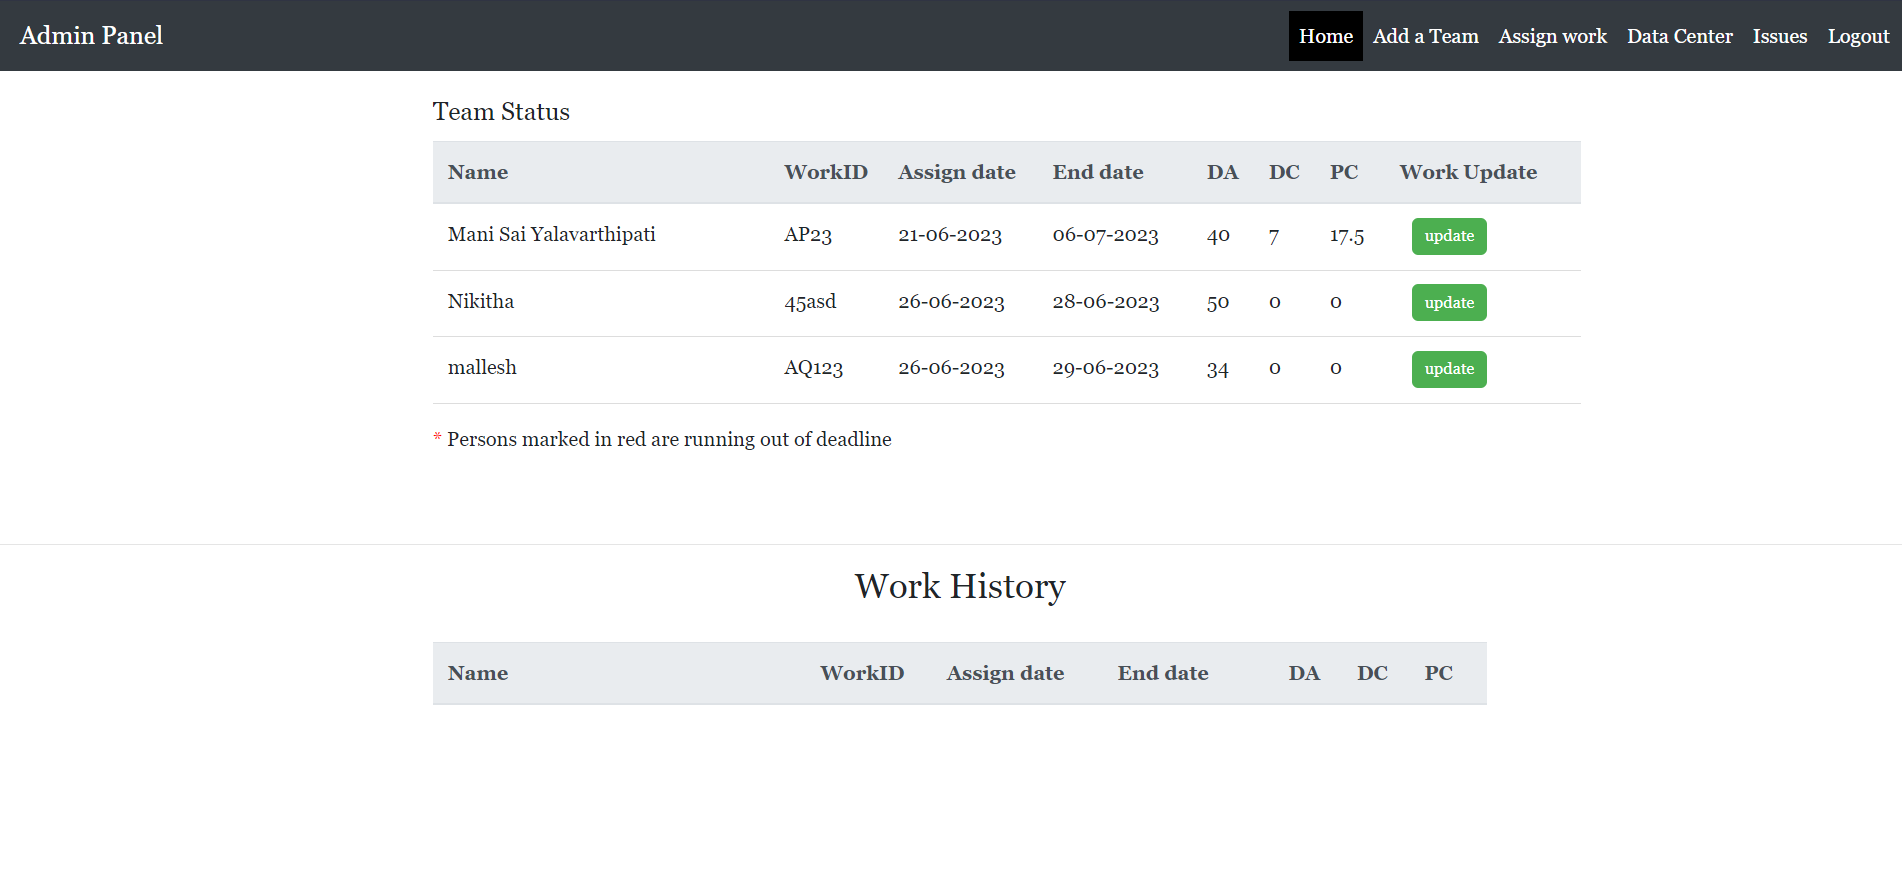 Admin Panel Home Add a Team Assign work Data Center Issues Logout
Team Status
Name WorkID Assign date End date DA DC PC Work Update
Mani Sai Yalavarthipati AP23 21-06-2023 06-07-2023 40 7 17.5 update
Nikitha 45asd 26-06-2023 28-06-2023 50 0 0 update
mallesh AQ123 26-06-2023 29-06-2023 34 0 0 update
* Persons marked in red are running out of deadline
Work History
Name WorkID Assign date End date DA DC PC